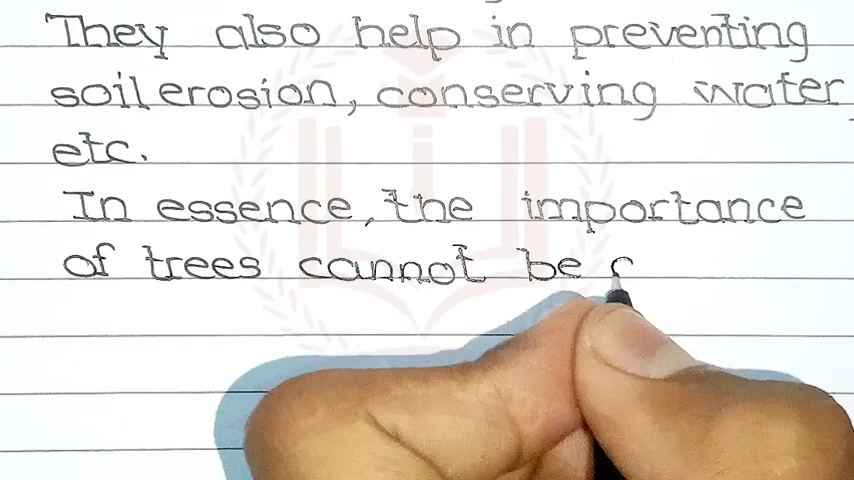 They also help in preventing
soil erosion, conserving water,
etc.
In essence, the importance
of trees cannot be